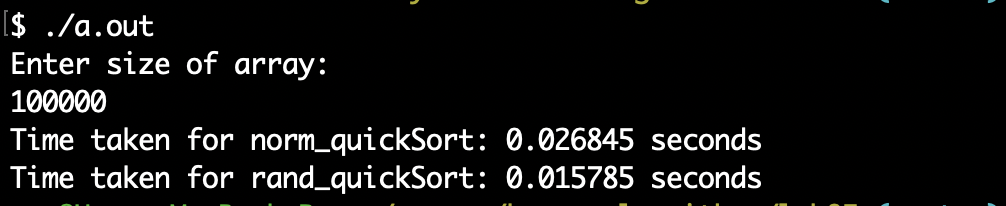 $ ./a.out
Enter size of array:
100000
Time taken for norm_quickSort: 0.026845 seconds
Time taken for rand_quickSort: 0.015785 seconds